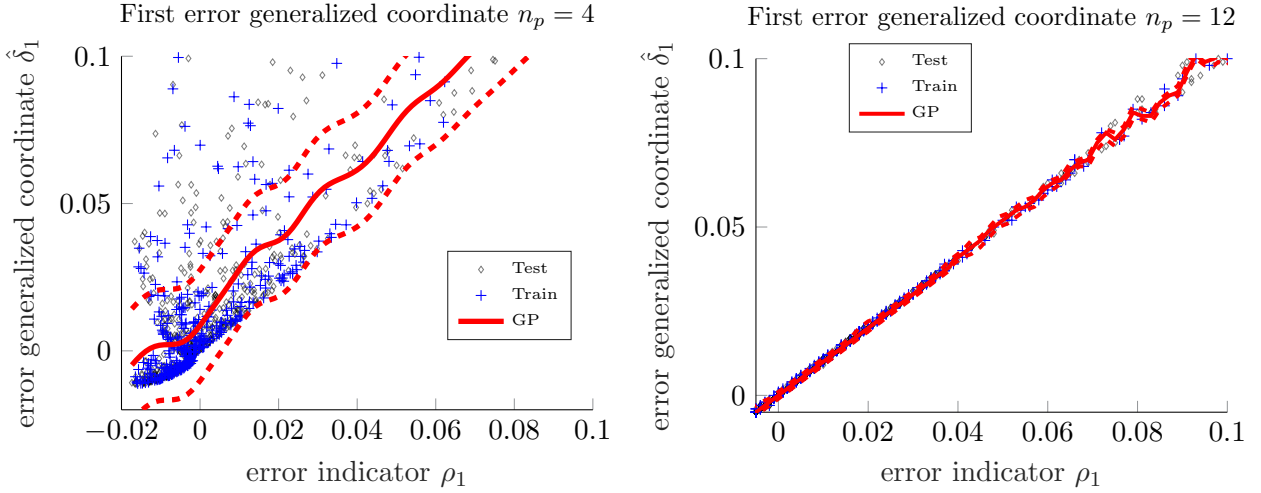 First error generalized coordinate n_p = 4
0.1
0.05
0
error generalized coordinate δ̂_1
Test
Train
GP
−0.02 0 0.02 0.04 0.06 0.08 0.1
error indicator ρ_1
First error generalized coordinate n_p = 12
0.1
0.05
0
error generalized coordinate δ̂_1
Test
Train
GP
0 0.02 0.04 0.06 0.08 0.1
error indicator ρ_1